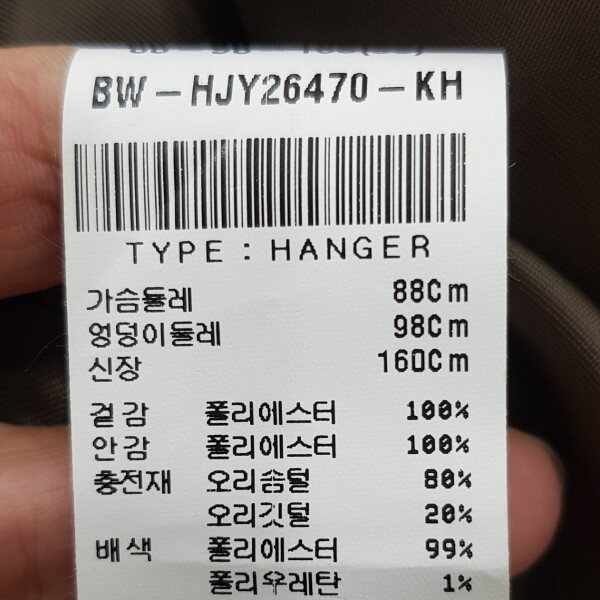 BW-HJY26470-KH
TYPE : HANGER
가슴둘레 88Cm
엉덩이둘레 98Cm
신장 160Cm
겉감 폴리에스터 100%
안감 폴리에스터 100%
충전재 오리솜털 80%
오리깃털 20%
배색 폴리에스터 99%
폴리우레탄 1%